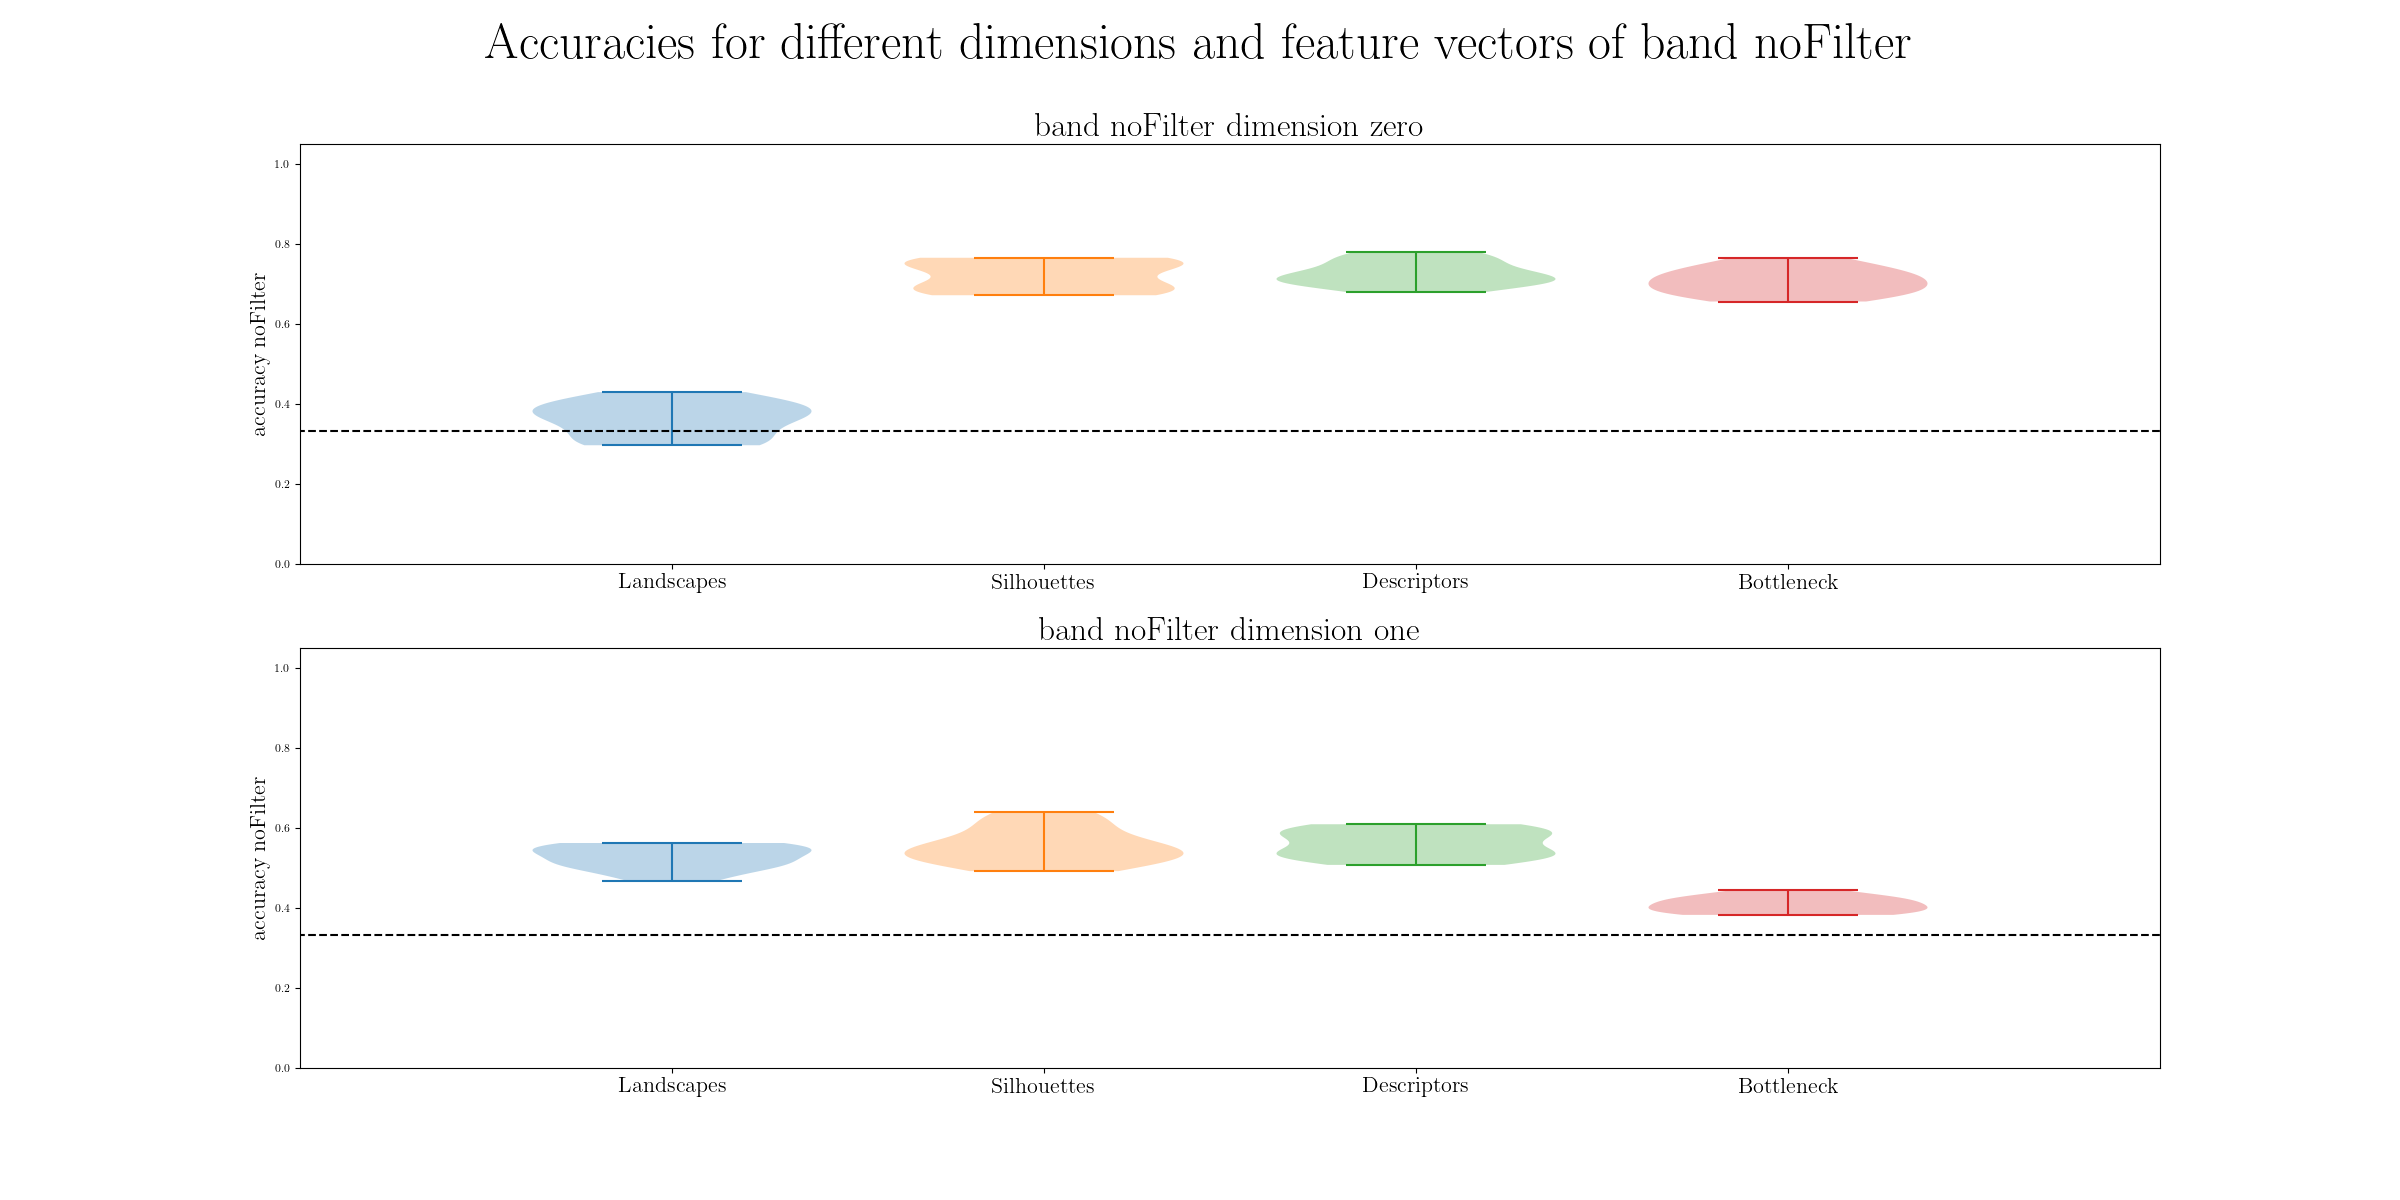 Accuracies for different dimensions and feature vectors of band noFilter
band noFilter dimension zero
accuracy noFilter
1.0
0.8
0.6
0.4
0.2
0.0
Landscapes Silhouettes Descriptors Bottleneck
band noFilter dimension one
accuracy noFilter
1.0
0.8
0.6
0.4
0.2
0.0
Landscapes Silhouettes Descriptors Bottleneck